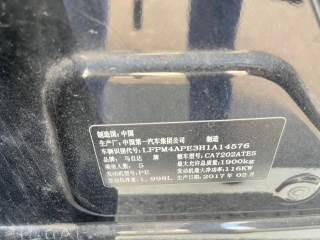 制造国：中国
生产厂：中国第一汽车集团公司 制造
车辆识别代号：LFPM4APE3H1A14576
品牌：马自达 牌 整车型号：CA7202ATE5
乘坐人数：5 最大允许总质量：1900kg
发动机型号：PE 发动机最大净功率：116KW
发动机排量：1.998L 2017年02月